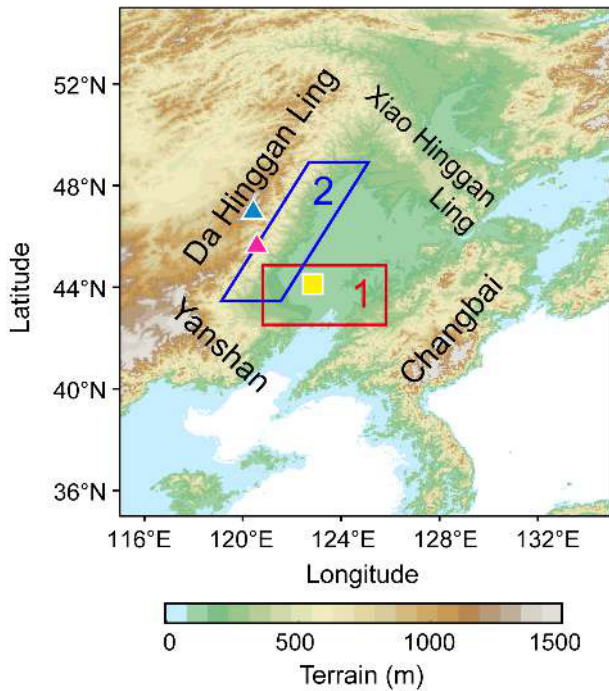 52°N
48°N
44°N
40°N
36°N
Latitude
Da Hinggan Ling
Xiao Hinggan
Ling
2
1
Yanshan
Changbai
116°E 120°E 124°E 128°E 132°E
Longitude
0 500 1000 1500
Terrain (m)